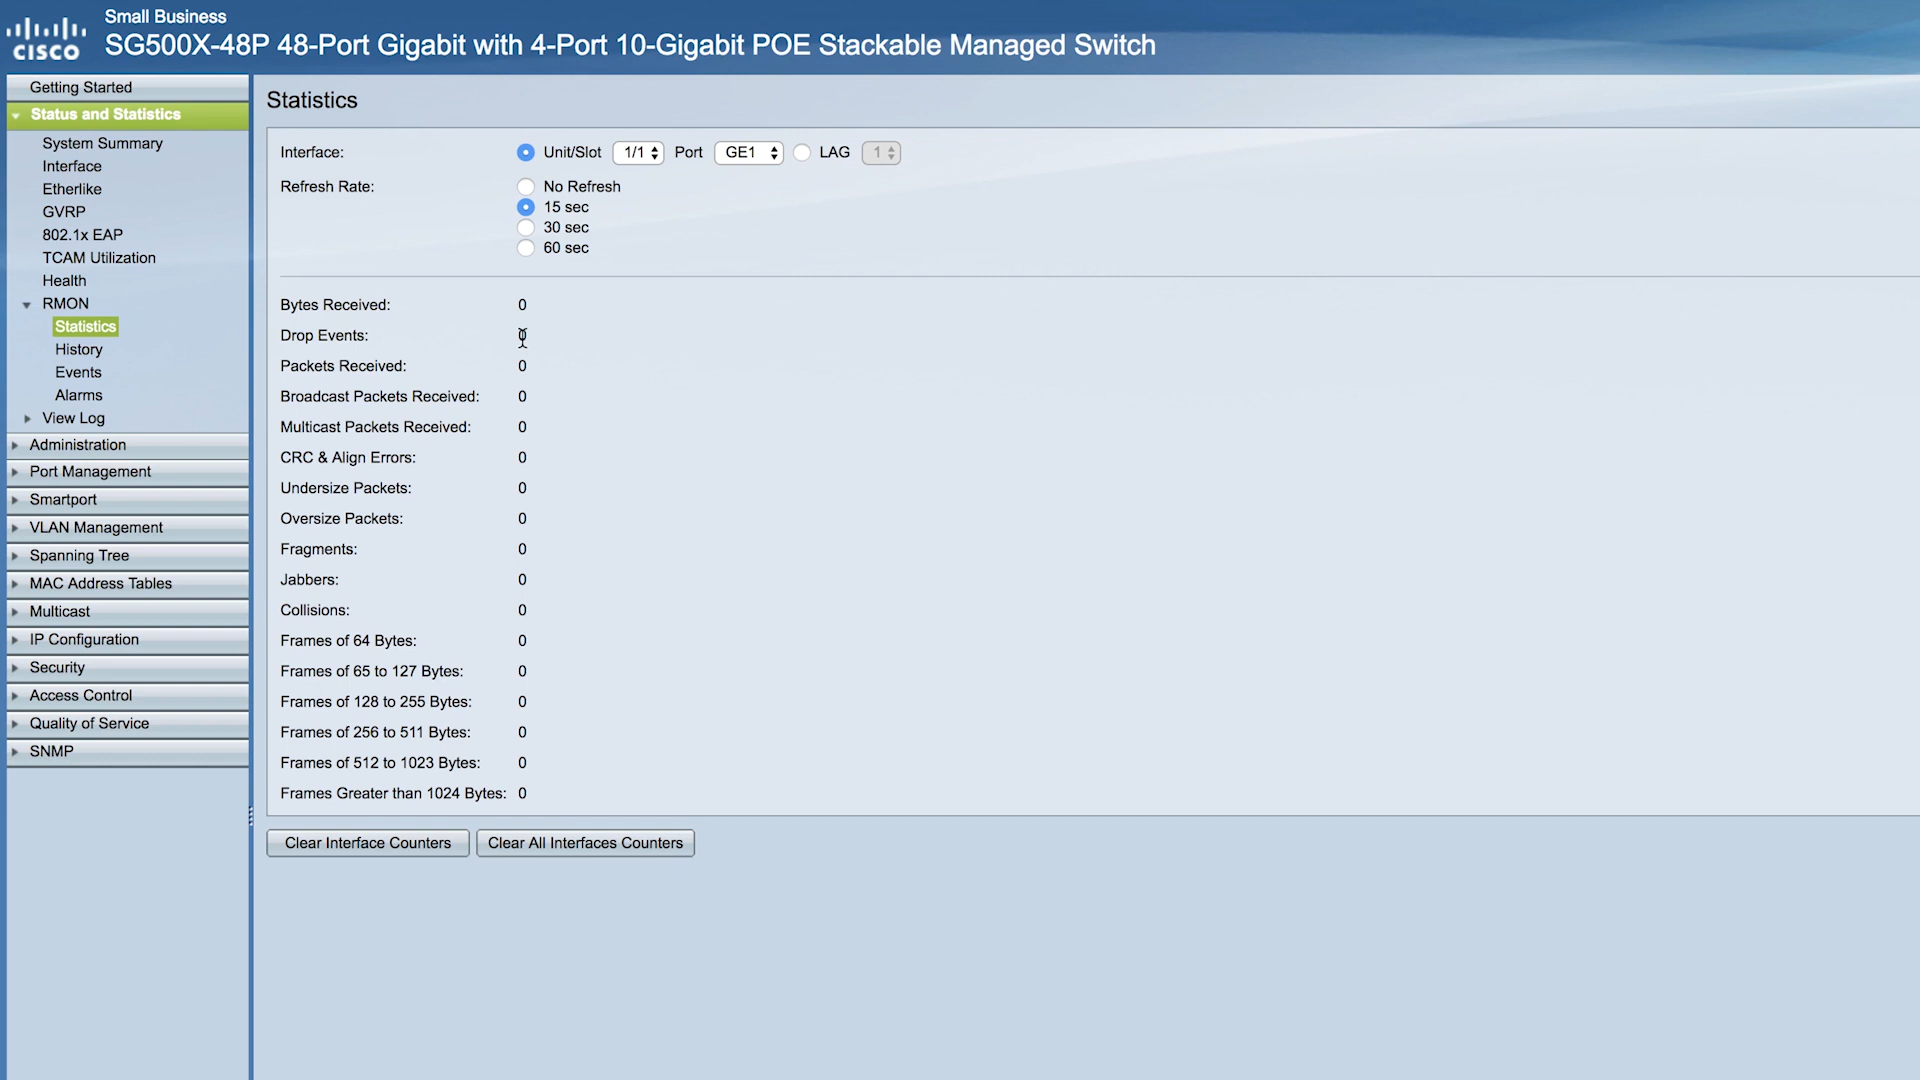 Small Business
CISCO
SG500X-48P 48-Port Gigabit with 4-Port 10-Gigabit POE Stackable Managed Switch
Getting Started
Status and Statistics
System Summary
Interface
Etherlike
GVRP
802.1x EAP
TCAM Utilization
Health
RMON
Statistics
History
Events
Alarms
View Log
Administration
Port Management
Smartport
VLAN Management
Spanning Tree
MAC Address Tables
Multicast
IP Configuration
Security
Access Control
Quality of Service
SNMP
Statistics
Interface: Unit/Slot 1/1 Port GE1 LAG 1
Refresh Rate: No Refresh
15 sec
30 sec
60 sec
Bytes Received: 0
Drop Events: 0
Packets Received: 0
Broadcast Packets Received: 0
Multicast Packets Received: 0
CRC & Align Errors: 0
Undersize Packets: 0
Oversize Packets: 0
Fragments: 0
Jabbers: 0
Collisions: 0
Frames of 64 Bytes: 0
Frames of 65 to 127 Bytes: 0
Frames of 128 to 255 Bytes: 0
Frames of 256 to 511 Bytes: 0
Frames of 512 to 1023 Bytes: 0
Frames Greater than 1024 Bytes: 0
Clear Interface Counters Clear All Interfaces Counters